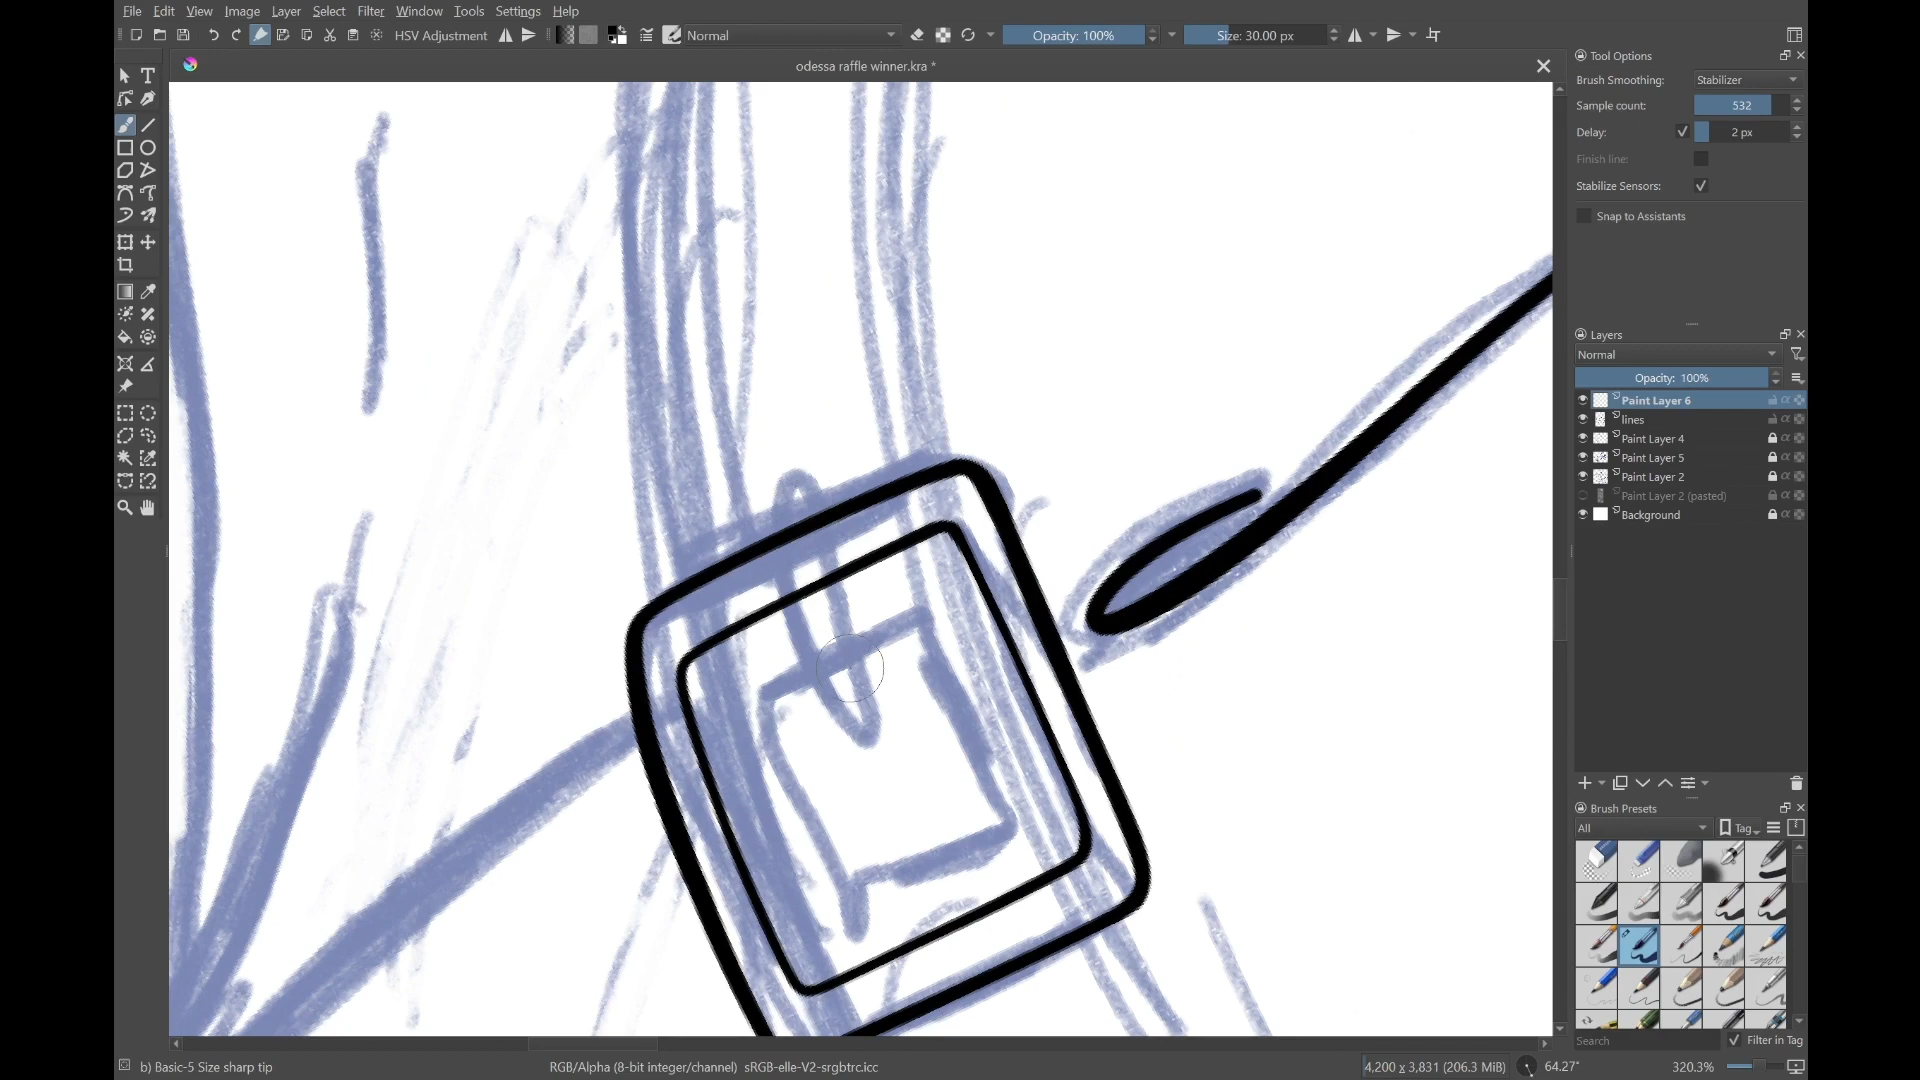 File Edit View Image Layer Select Filter Window Tools Settings Help
HSV Adjustment Normal Opacity: 100% Size: 30.00 px
odessa raffle winner.kra *
Tool Options
Brush Smoothing: Stabilizer
Sample count: 532
Delay: 2 px
Finish line:
Stabilize Sensors:
Snap to Assistants
Layers
Normal
Opacity: 100%
Paint Layer 6
lines
Paint Layer 4
Paint Layer 5
Paint Layer 2
Paint Layer 2 (pasted)
Background
Brush Presets
All Tag
Search Filter in Tag
b) Basic-5 Size sharp tip RGB/Alpha (8-bit integer/channel) sRGB-elle-V2-srgbtrc.icc 4,200 x 3,831 (206.3 MiB) 64.27° 320.3%